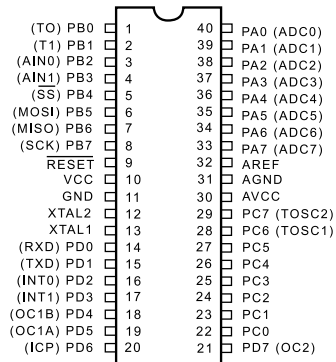 (TO) PB0 1 40 PA0 (ADC0)
(T1) PB1 2 39 PA1 (ADC1)
(AIN0) PB2 3 38 PA2 (ADC2)
(AIN1) PB3 4 37 PA3 (ADC3)
(SS) PB4 5 36 PA4 (ADC4)
(MOSI) PB5 6 35 PA5 (ADC5)
(MISO) PB6 7 34 PA6 (ADC6)
(SCK) PB7 8 33 PA7 (ADC7)
RESET 9 32 AREF
VCC 10 31 AGND
GND 11 30 AVCC
XTAL2 12 29 PC7 (TOSC2)
XTAL1 13 28 PC6 (TOSC1)
(RXD) PD0 14 27 PC5
(TXD) PD1 15 26 PC4
(INT0) PD2 16 25 PC3
(INT1) PD3 17 24 PC2
(OC1B) PD4 18 23 PC1
(OC1A) PD5 19 22 PC0
(ICP) PD6 20 21 PD7 (OC2)